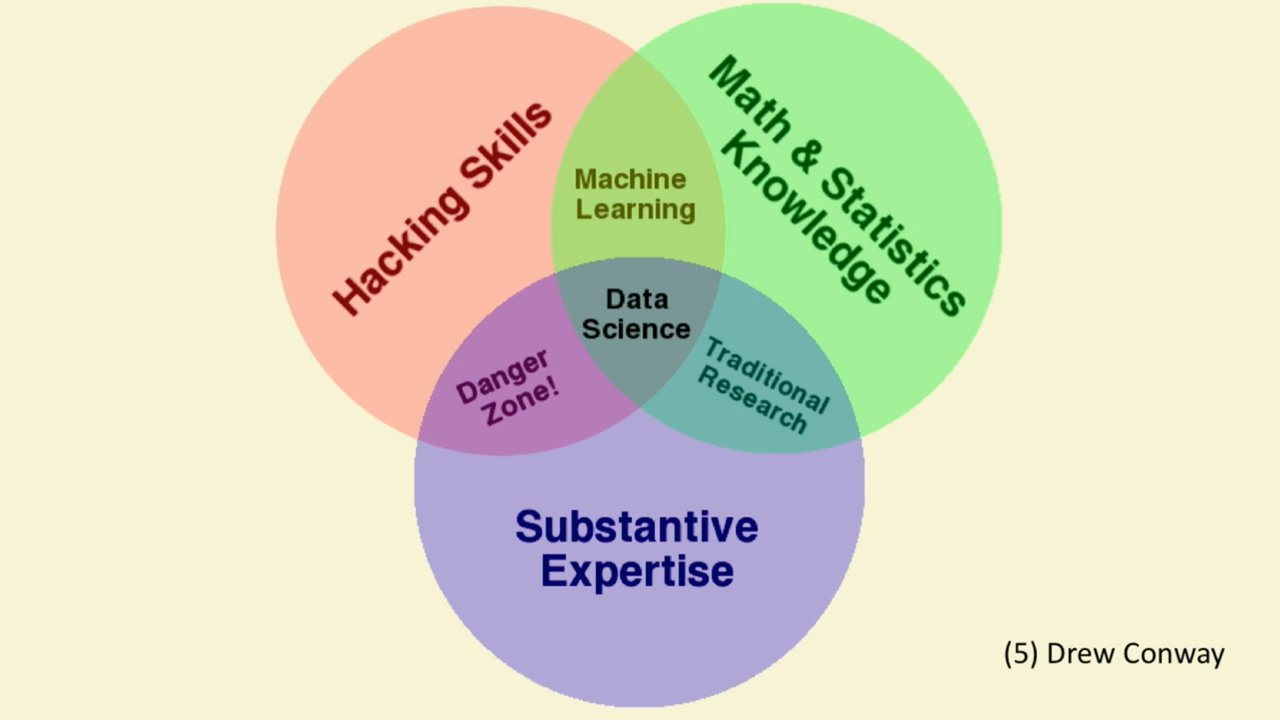 Hacking Skills
Math & Statistics
Knowledge
Machine
Learning
Data
Science
Danger
Zone!
Traditional
Research
Substantive
Expertise
(5) Drew Conway